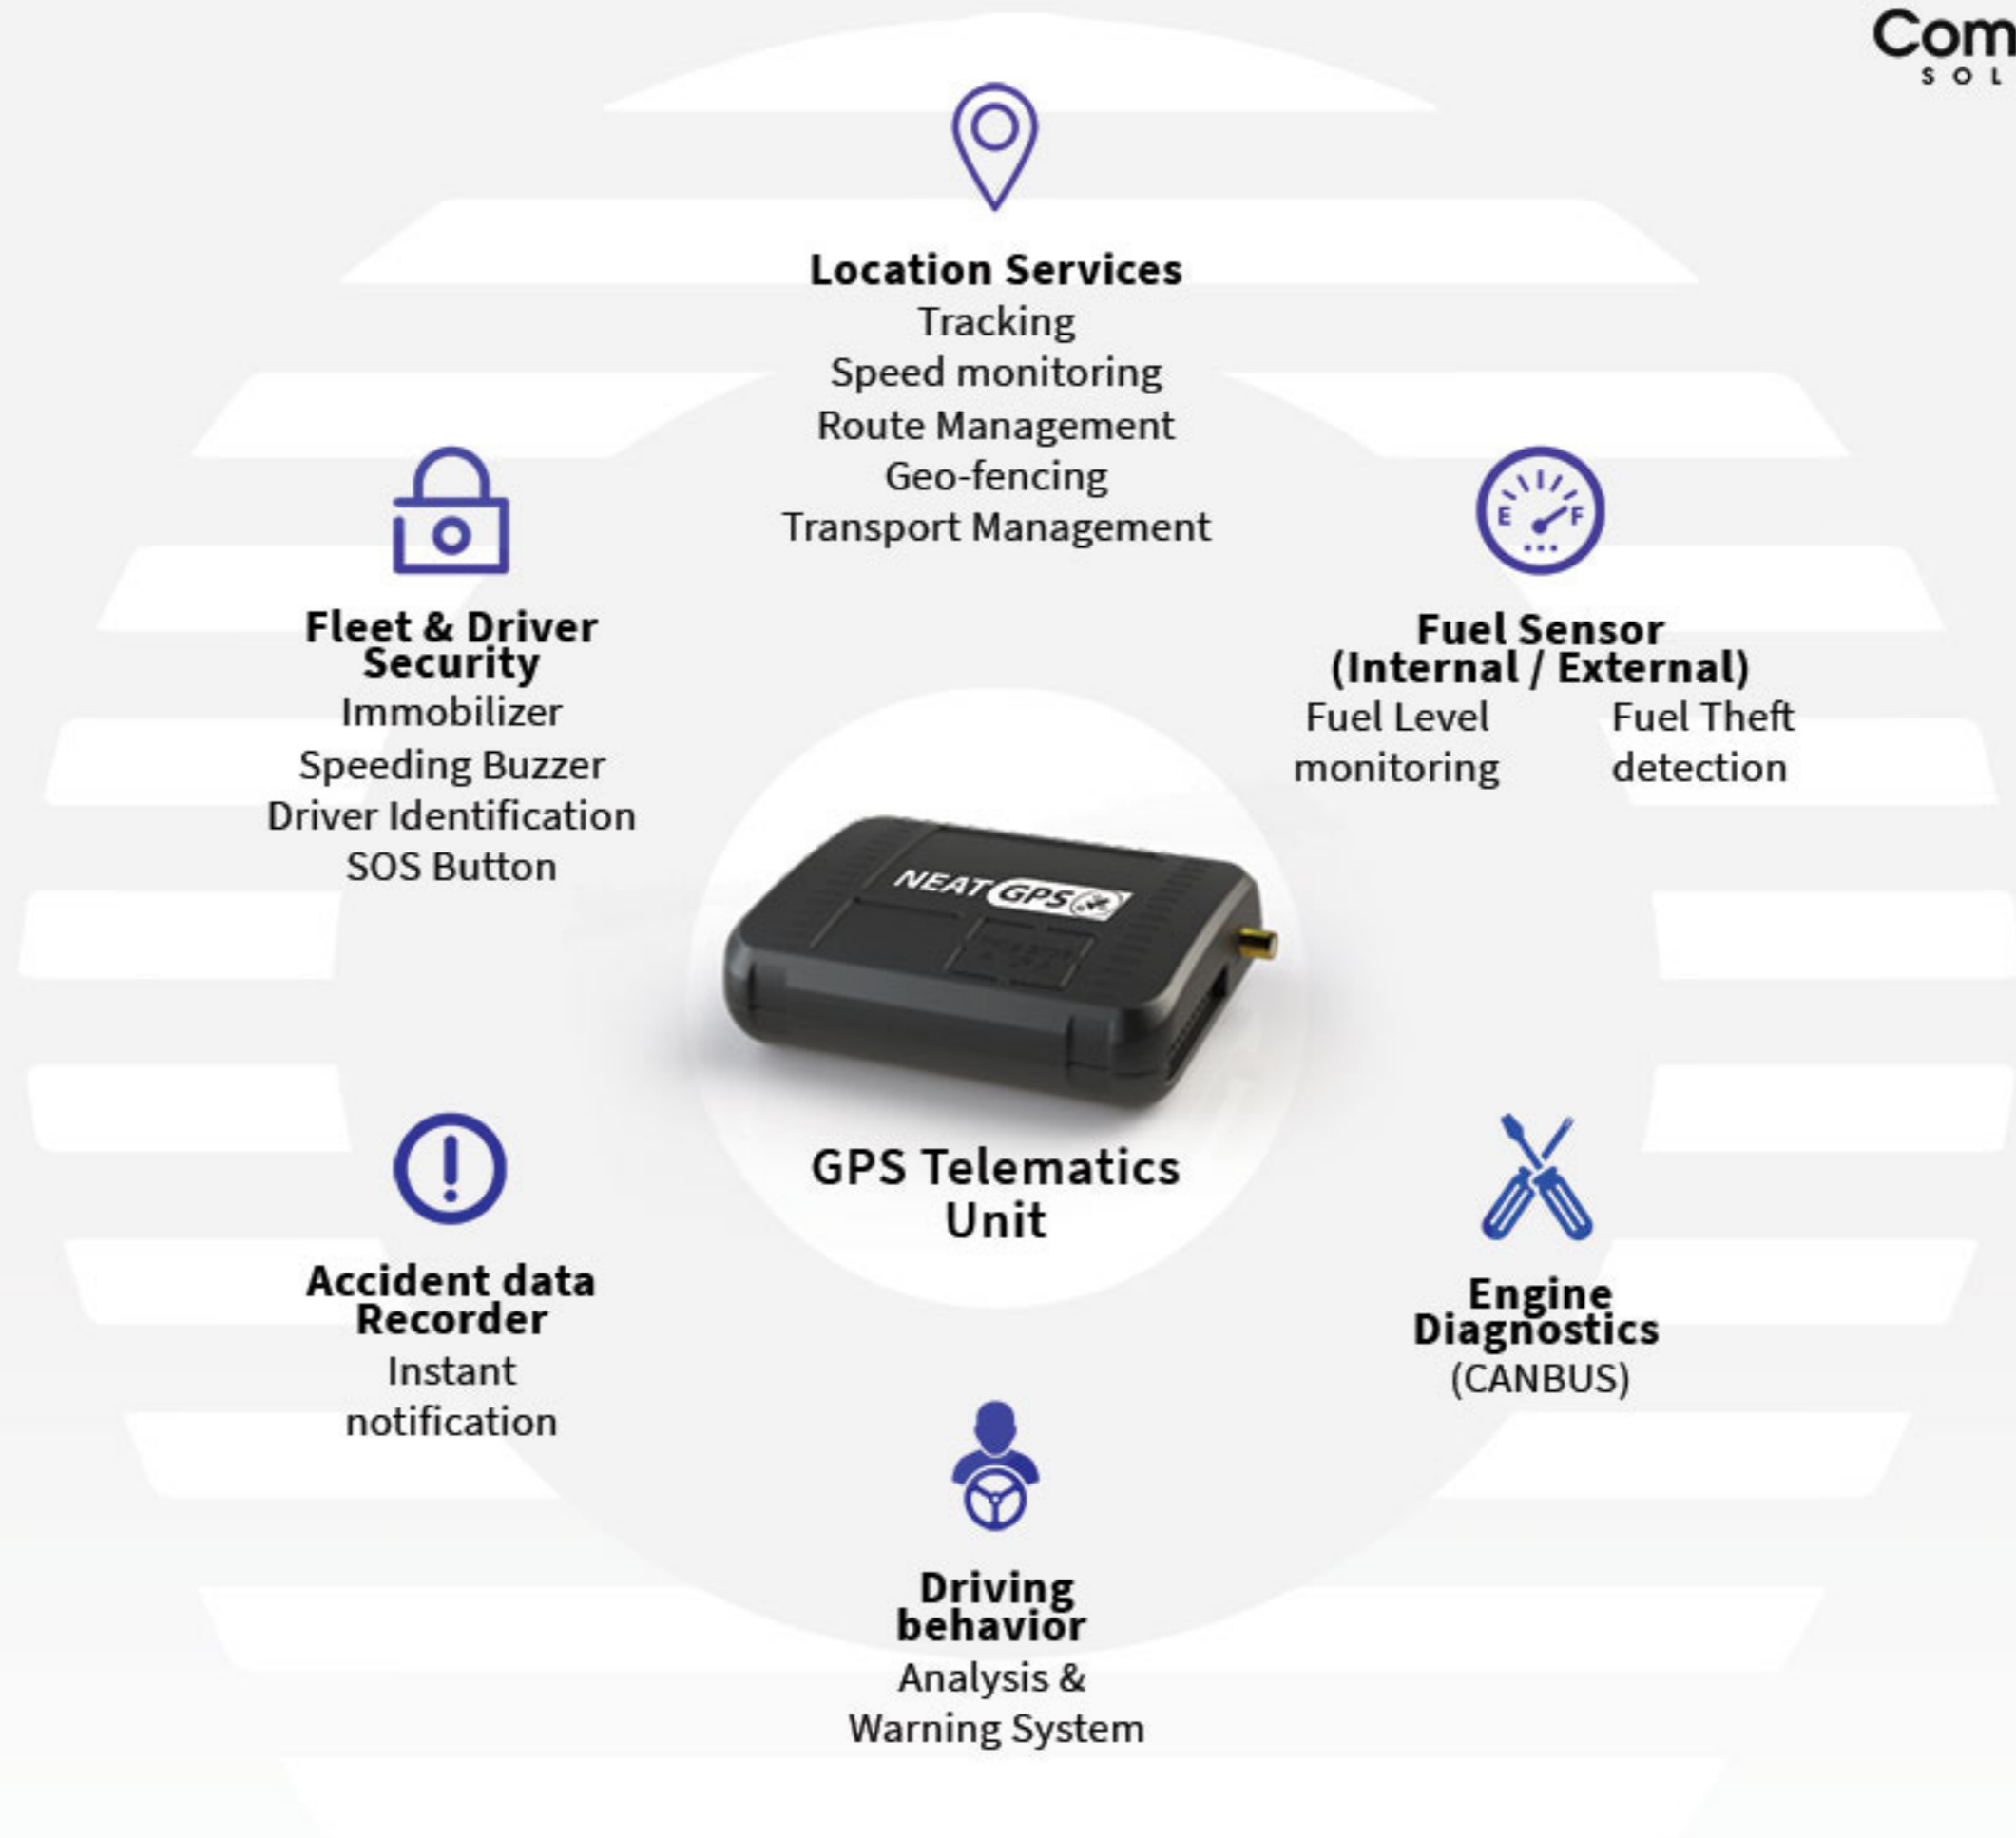 Com
SOL
Location Services
Tracking
Speed monitoring
Route Management
Geo-fencing
Transport Management
Fleet & Driver
Security
Immobilizer
Speeding Buzzer
Driver Identification
SOS Button
E F
Fuel Sensor
(Internal / External)
Fuel Level
monitoring
Fuel Theft
detection
NEAT GPS
GPS Telematics
Unit
Accident data
Recorder
Instant
notification
Engine
Diagnostics
(CANBUS)
Driving
behavior
Analysis &
Warning System